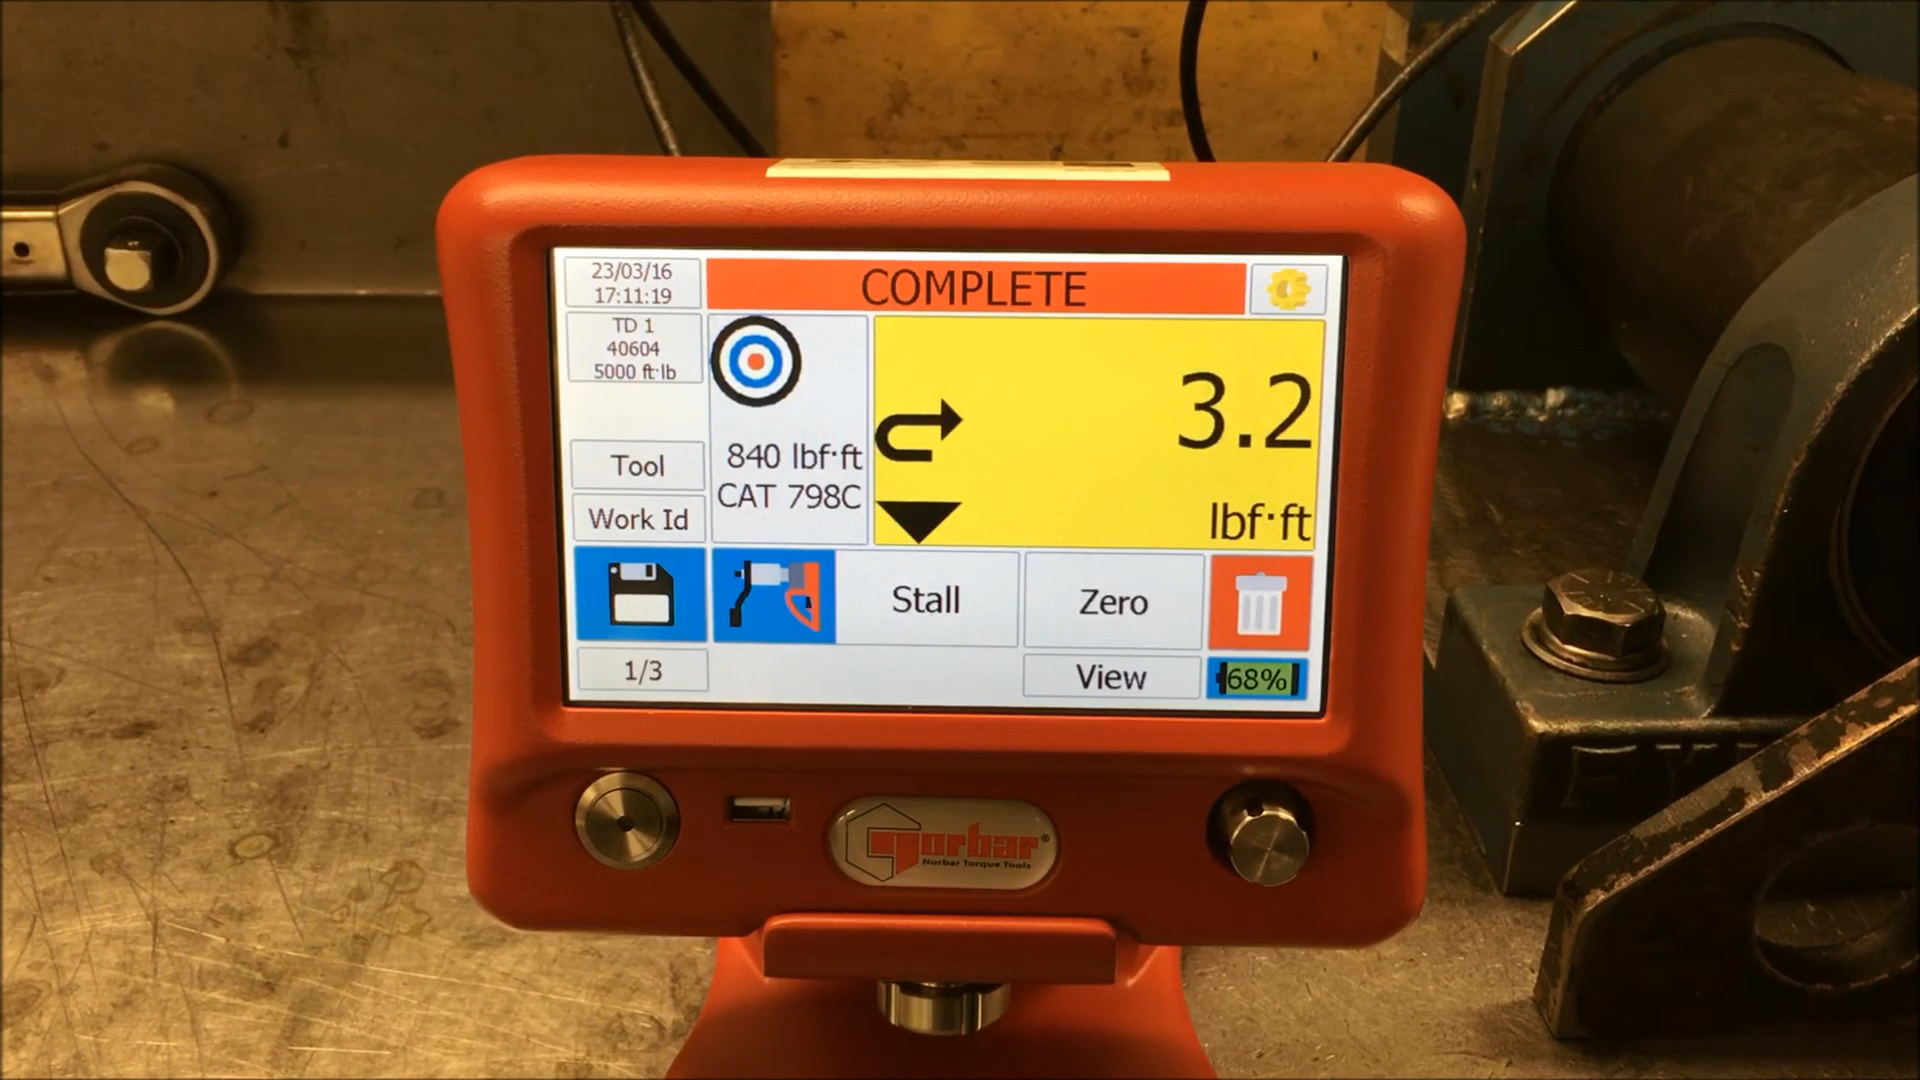 23/03/16
17:11:19
COMPLETE
TD 1
40604
5000 ft·lb
840 lbf·ft
CAT 798C
3.2
lbf·ft
Tool
Work Id
Stall
Zero
1/3
View
68%
norbar®
Norbar Torque Tools